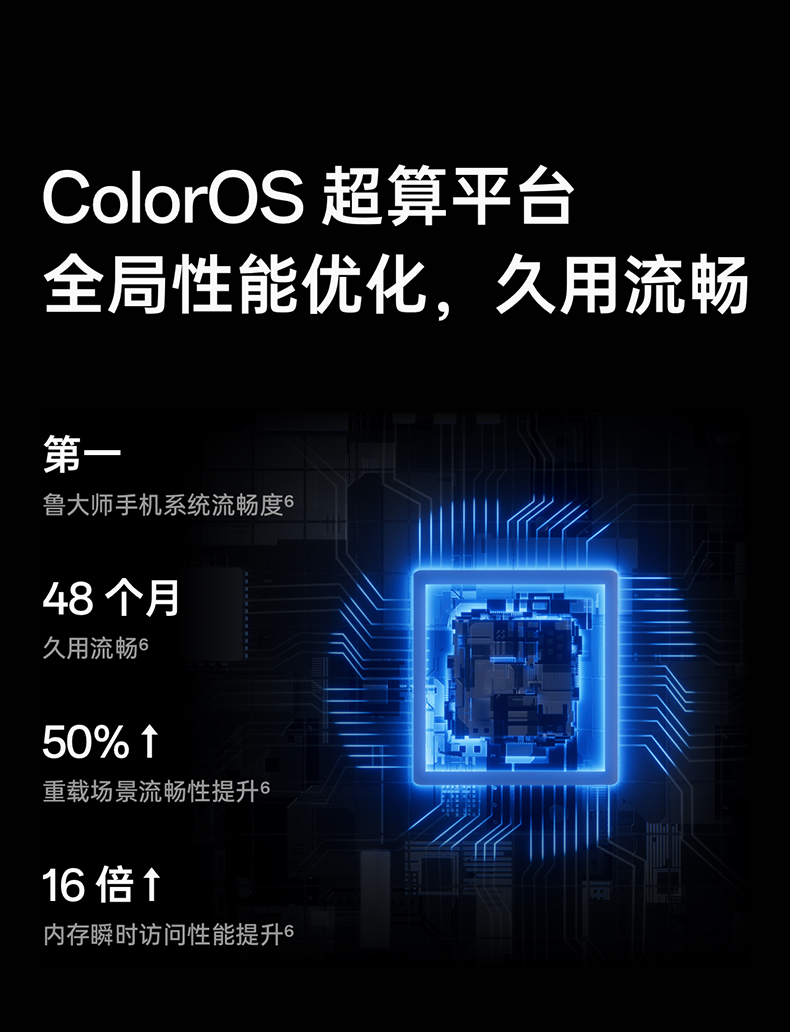 ColorOS 超算平台
全局性能优化，久用流畅
第一
鲁大师手机系统流畅度⁶
48 个月
久用流畅⁶
50% ↑
重载场景流畅性提升⁶
16 倍 ↑
内存瞬时访问性能提升⁶